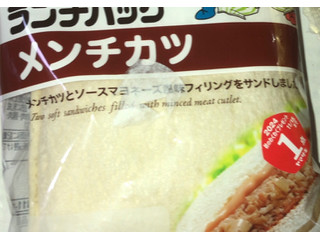 ランチパック
メンチカツ
メンチカツとソースマヨネーズ風味フィリングをサンドしました
Two soft sandwiches filled with minced meat cutlet.
2024
1